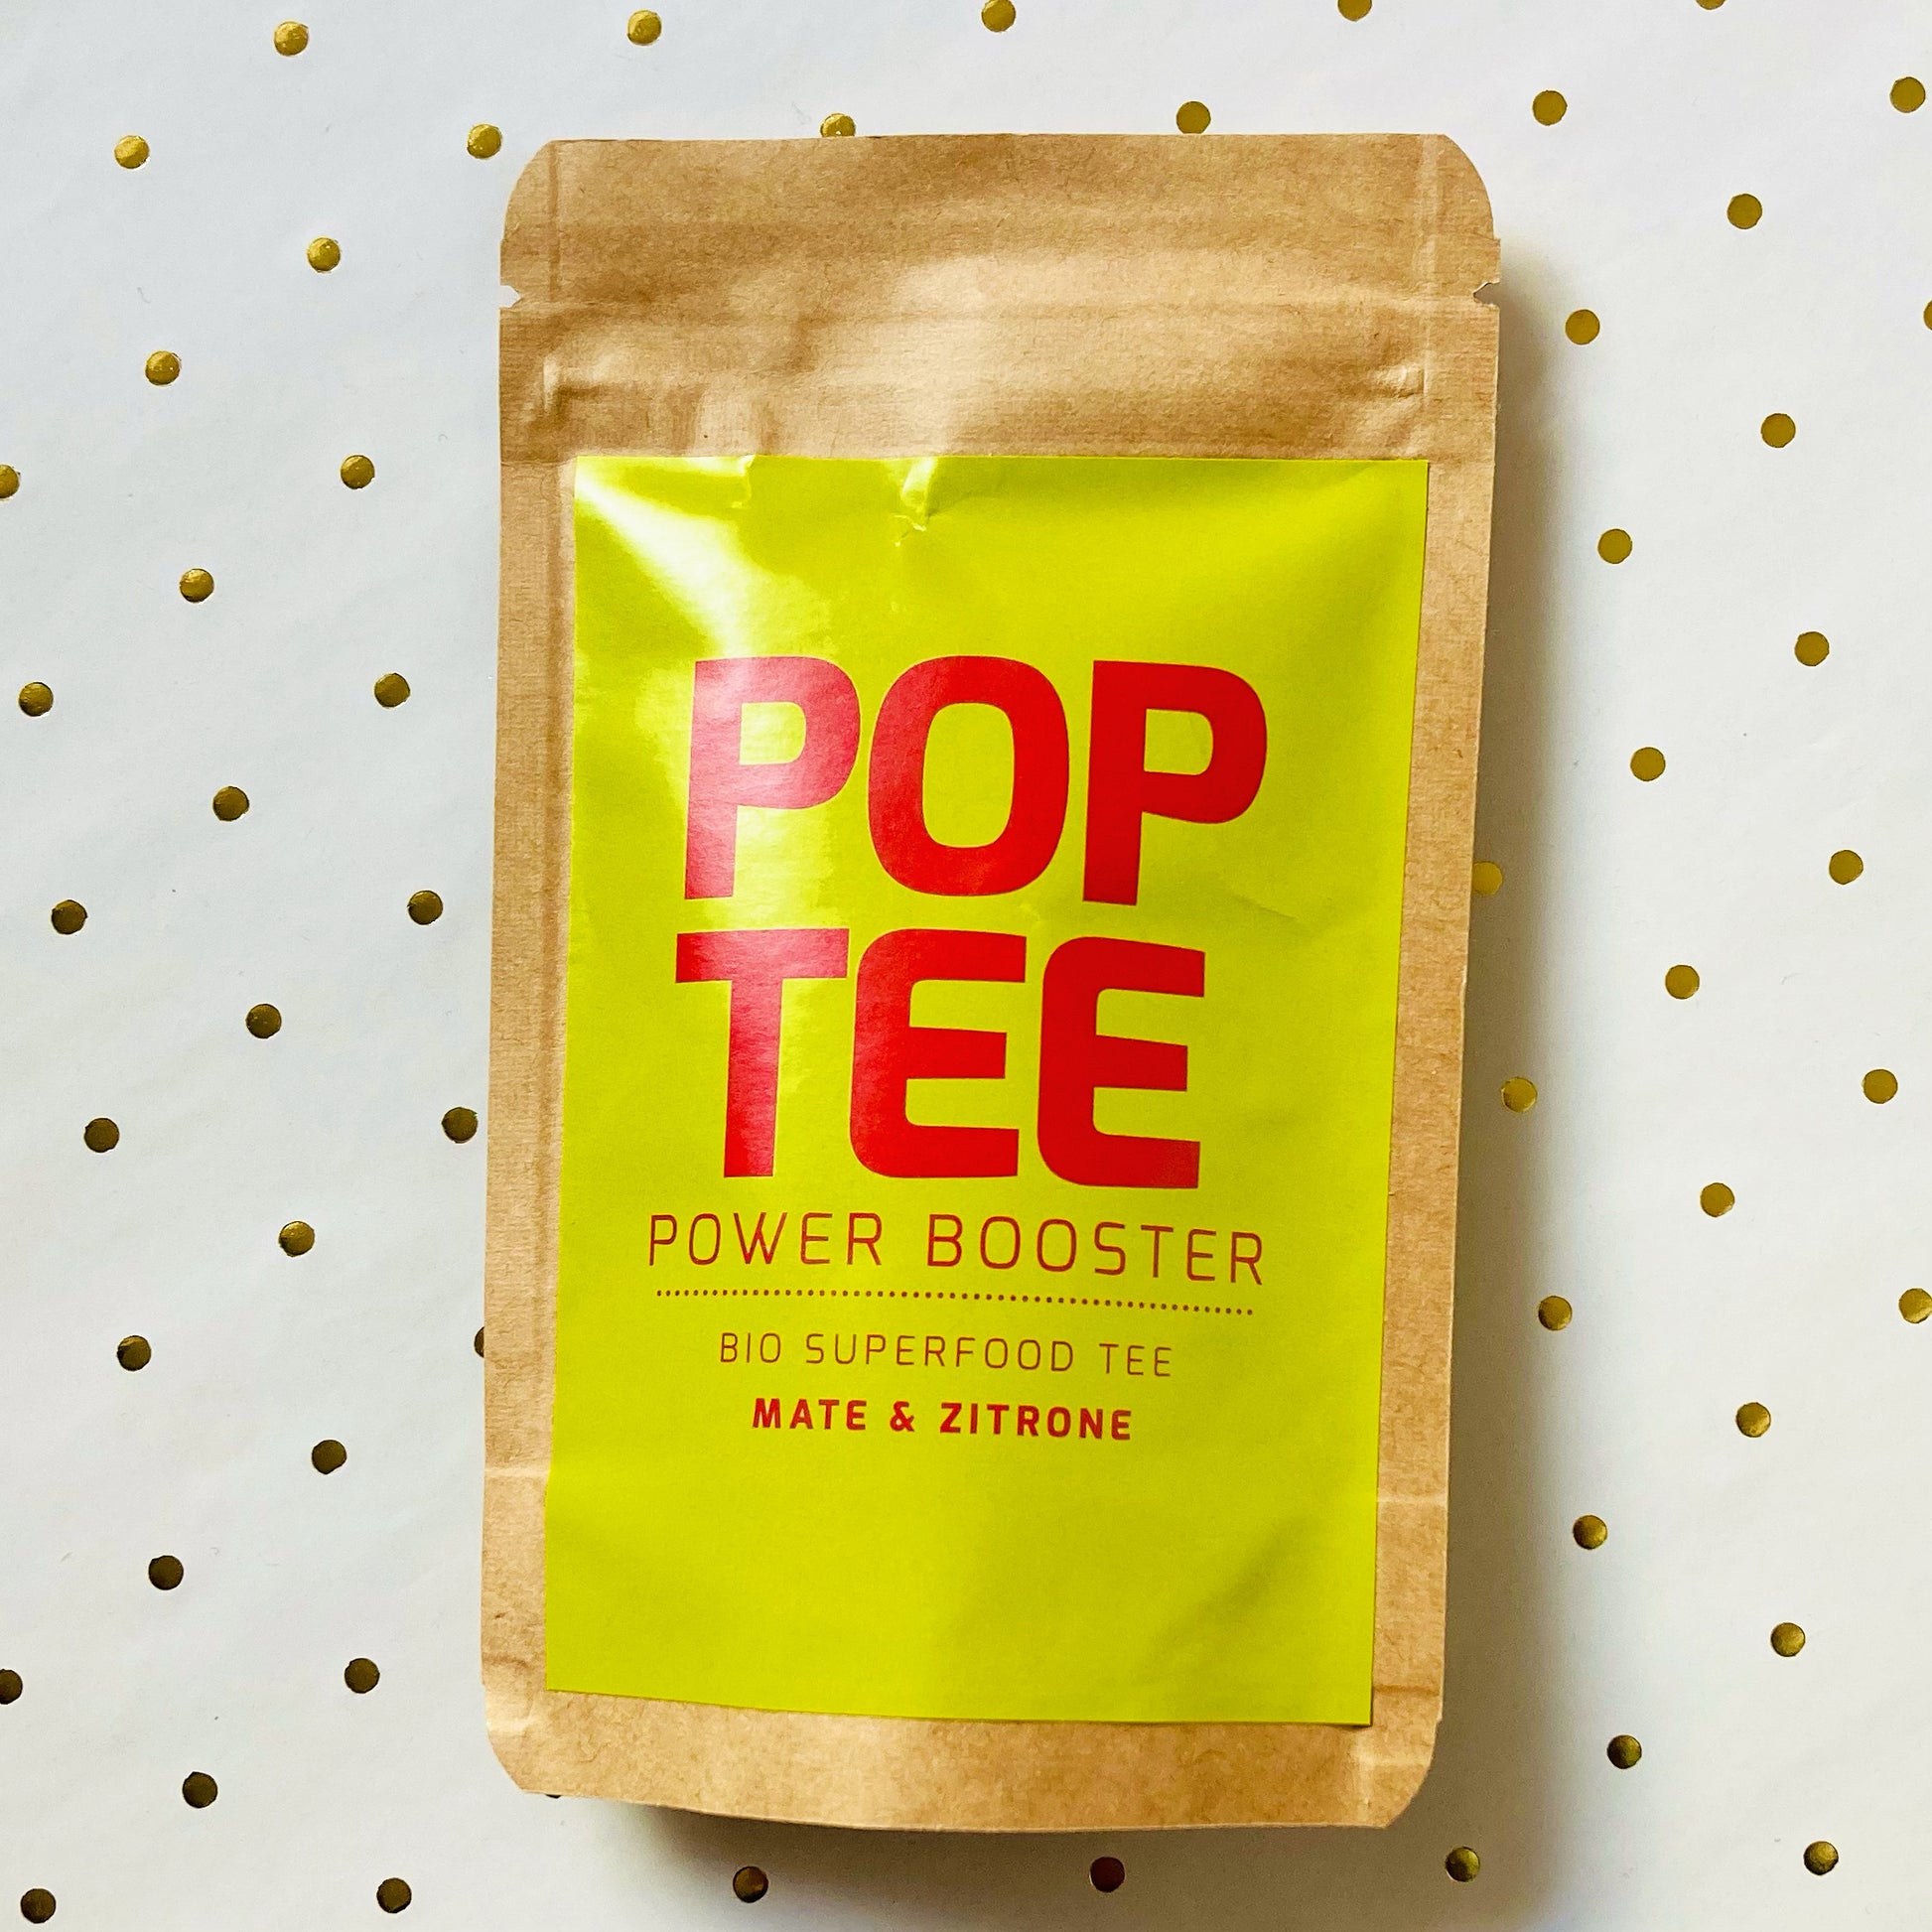 POP
TEE
POWER BOOSTER
BIO SUPERFOOD TEE
MATE & ZITRONE